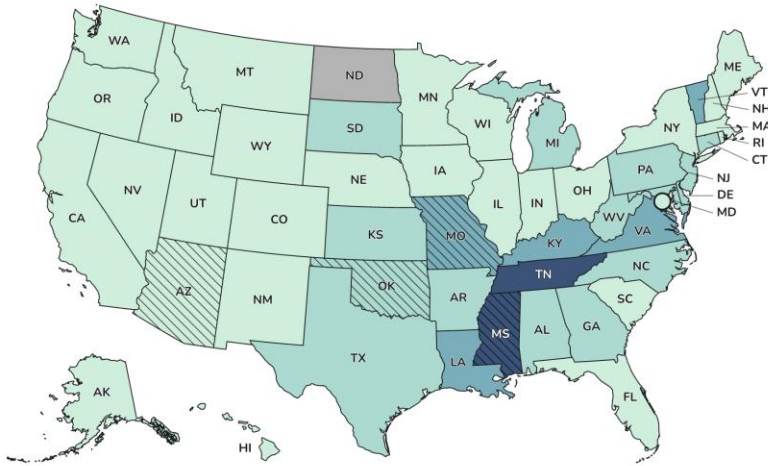 WA
ME
MT
ND
VT
MN
NH
OR
ID
WI
MA
SD
NY
MI
RI
WY
CT
IA
PA
NE
NJ
OH
NV
IL
IN
DE
UT
MD
CO
WV
CA
VA
KS
MO
KY
NC
TN
OK
AZ
NM
AR
SC
MS
AL
GA
TX
LA
AK
FL
HI